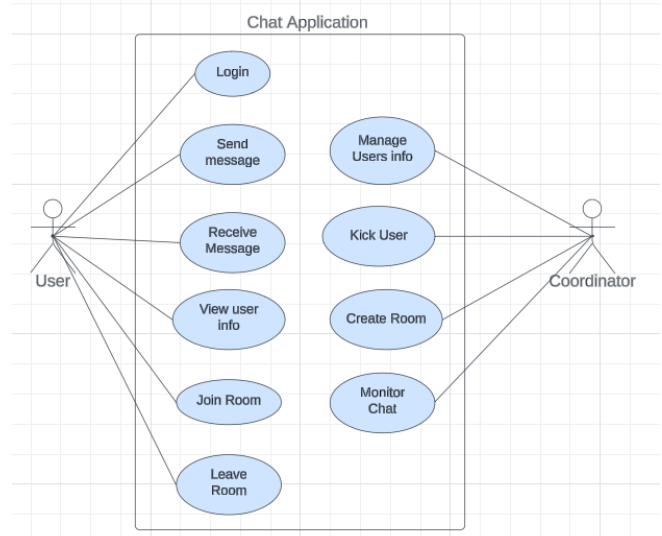 Chat Application
Login
Send
message
Manage
Users info
Receive
Message
Kick User
User
Coordinator
View user
info
Create Room
Join Room
Monitor
Chat
Leave
Room